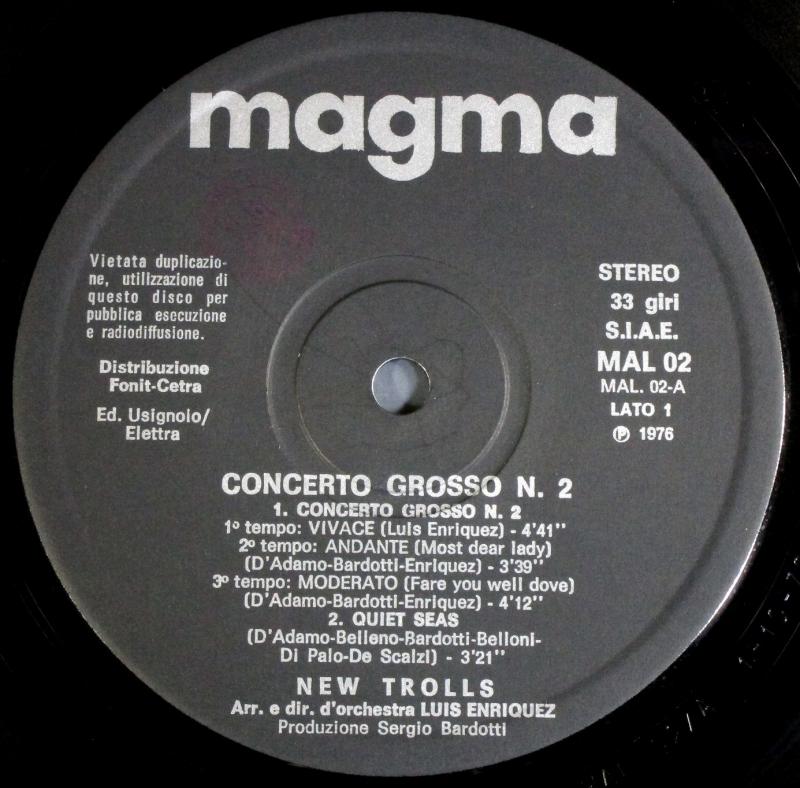 magma
Vietata duplicazio-
ne, utilizzazione di
questo disco per
pubblica esecuzione
e radiodiffusione.
Distribuzione
Fonit-Cetra
Ed. Usignolo/
Elettra
STEREO
33 giri
S.I.A.E.
MAL 02
MAL. 02-A
LATO 1
Ⓟ 1976
CONCERTO GROSSO N. 2
1. CONCERTO GROSSO N. 2
1º tempo: VIVACE (Luis Enriquez) - 4'41"
2º tempo: ANDANTE (Most dear lady)
(D'Adamo-Bardotti-Enriquez) - 3'39"
3º tempo: MODERATO (Fare you well dove)
(D'Adamo-Bardotti-Enriquez) - 4'12"
2. QUIET SEAS
(D'Adamo-Belleno-Bardotti-Belloni-
Di Palo-De Scalzi) - 3'21"
NEW TROLLS
Arr. e dir. d'orchestra LUIS ENRIQUEZ
Produzione Sergio Bardotti